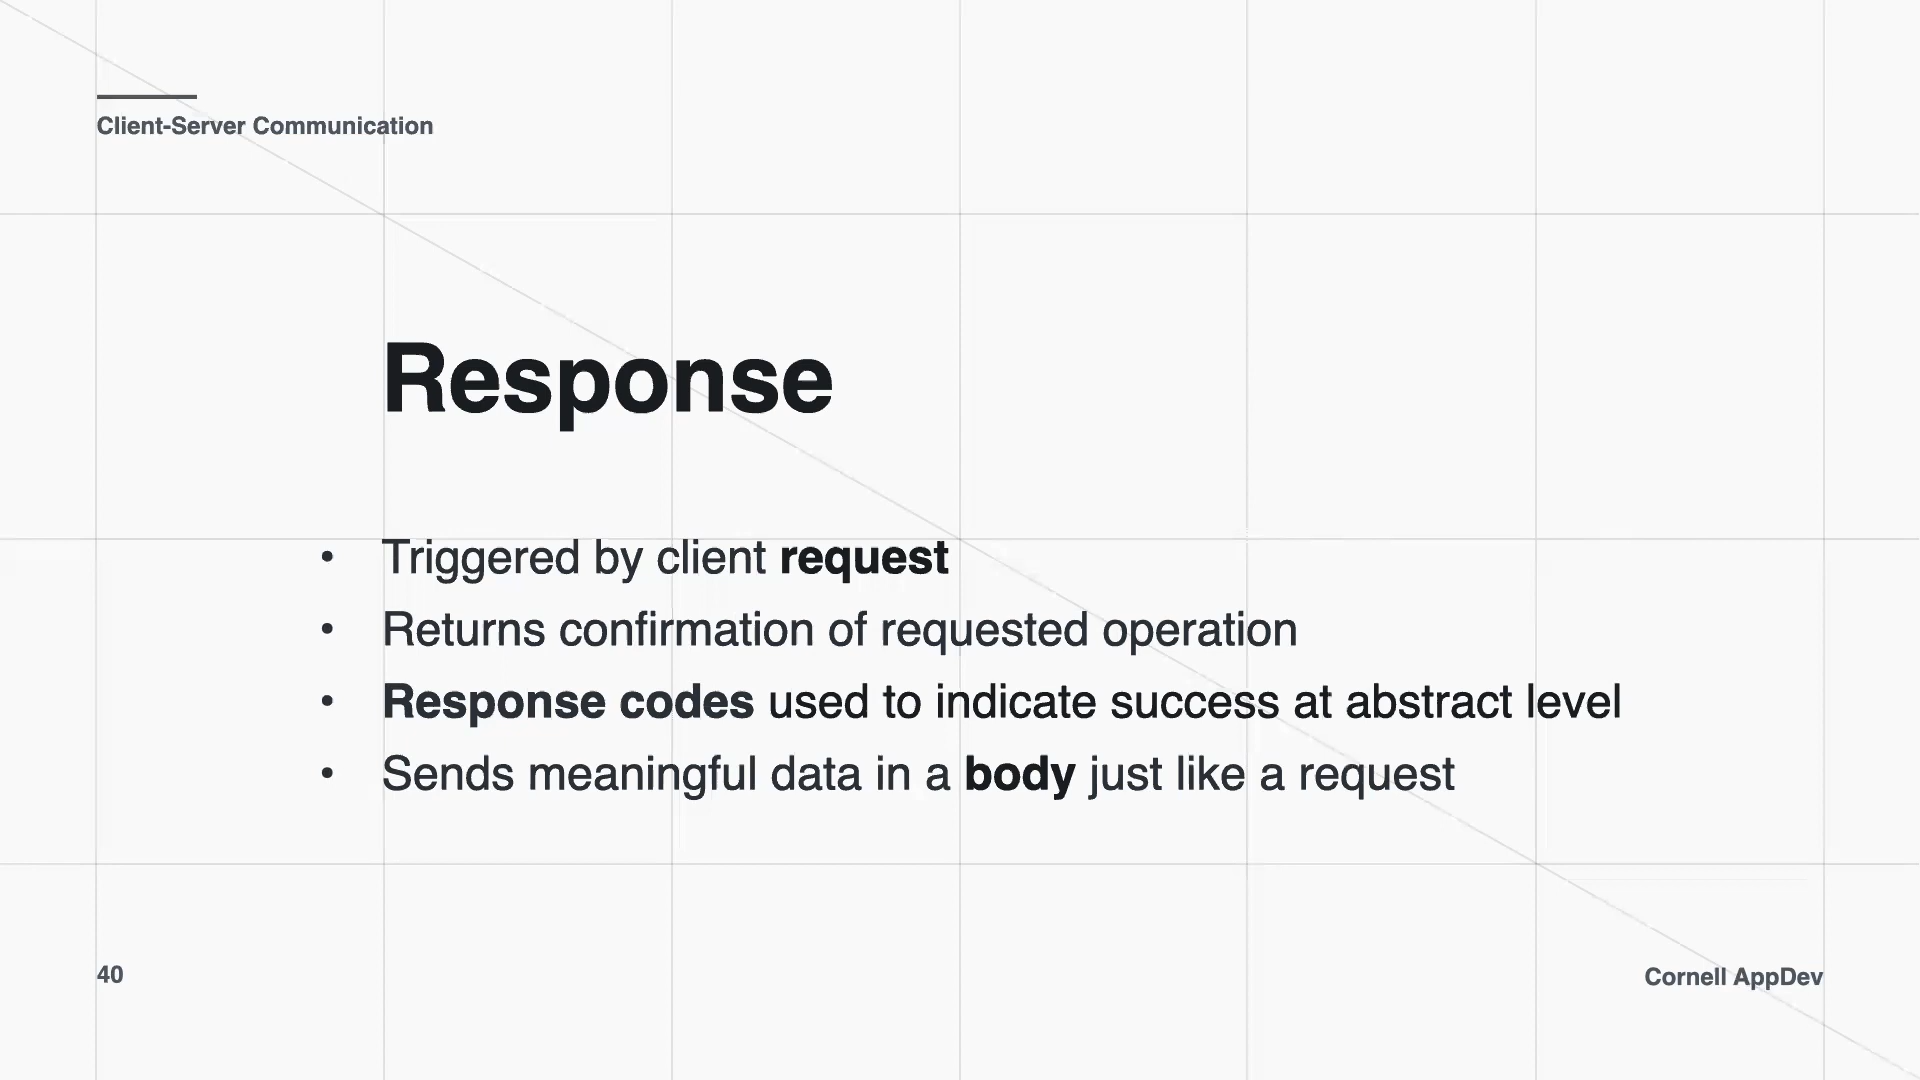 Client-Server Communication
Response
• Triggered by client request
• Returns confirmation of requested operation
• Response codes used to indicate success at abstract level
• Sends meaningful data in a body just like a request
40
Cornell AppDev